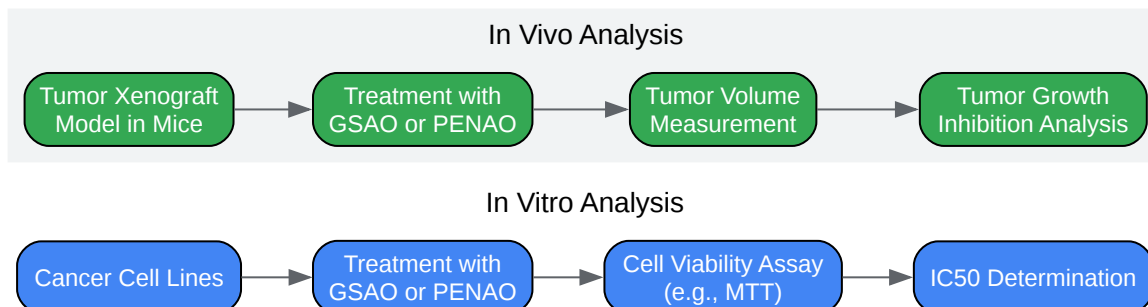 In Vivo Analysis
Tumor Xenograft
Model in Mice
Treatment with
GSAO or PENAO
Tumor Volume
Measurement
Tumor Growth
Inhibition Analysis
In Vitro Analysis
Cancer Cell Lines
Treatment with
GSAO or PENAO
Cell Viability Assay
(e.g., MTT)
IC50 Determination